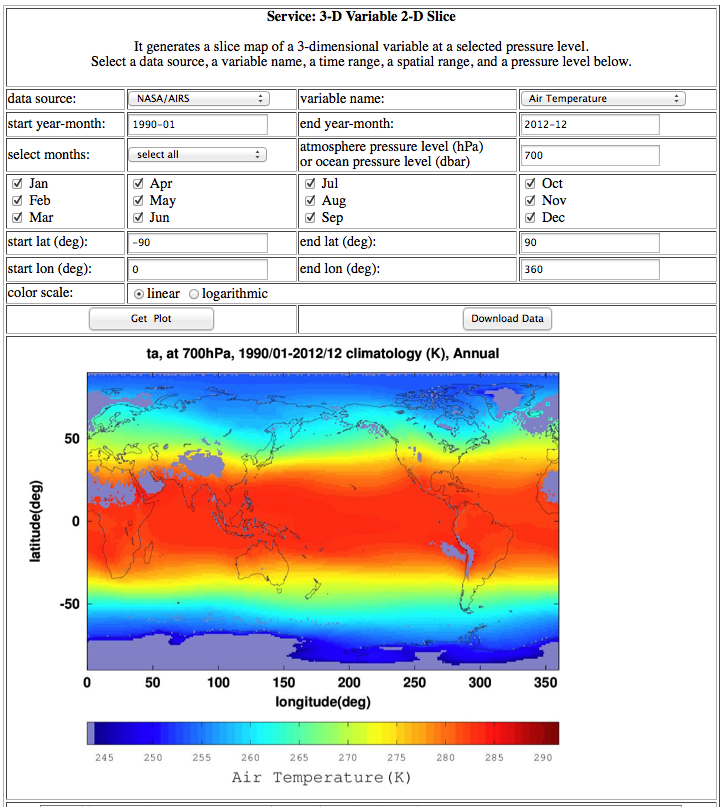 Service: 3-D Variable 2-D Slice
It generates a slice map of a 3-dimensional variable at a selected pressure level.
Select a data source, a variable name, a time range, a spatial range, and a pressure level below.
data source: NASA/AIRS variable name: Air Temperature
start year-month: 1990-01 end year-month: 2012-12
select months: select all atmosphere pressure level (hPa)
or ocean pressure level (dbar) 700
Jan Apr Jul Oct
Feb May Aug Nov
Mar Jun Sep Dec
start lat (deg): -90 end lat (deg): 90
start lon (deg): 0 end lon (deg): 360
color scale: linear logarithmic
Get Plot Download Data
ta, at 700hPa, 1990/01-2012/12 climatology (K), Annual
50
0
-50
latitude(deg)
0 50 100 150 200 250 300 350
longitude(deg)
245 250 255 260 265 270 275 280 285 290
Air Temperature(K)